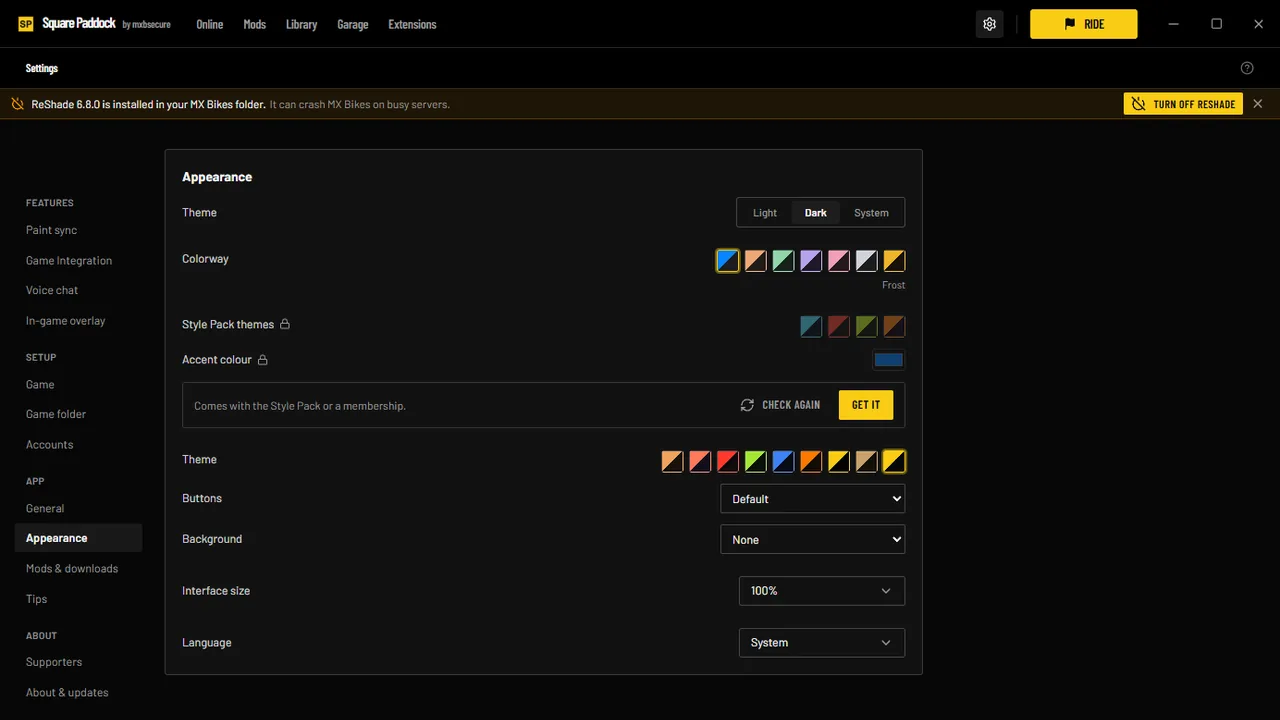 SP Square Paddock by mxbsecure Online Mods Library Garage Extensions RIDE
Settings
ReShade 6.8.0 is installed in your MX Bikes folder. It can crash MX Bikes on busy servers. TURN OFF RESHADE
FEATURES
Paint sync
Game Integration
Voice chat
In-game overlay
SETUP
Game
Game folder
Accounts
APP
General
Appearance
Mods & downloads
Tips
ABOUT
Supporters
About & updates
Appearance
Theme Light Dark System
Colorway
Frost
Style Pack themes
Accent colour
Comes with the Style Pack or a membership. CHECK AGAIN GET IT
Theme
Buttons Default
Background None
Interface size 100%
Language System